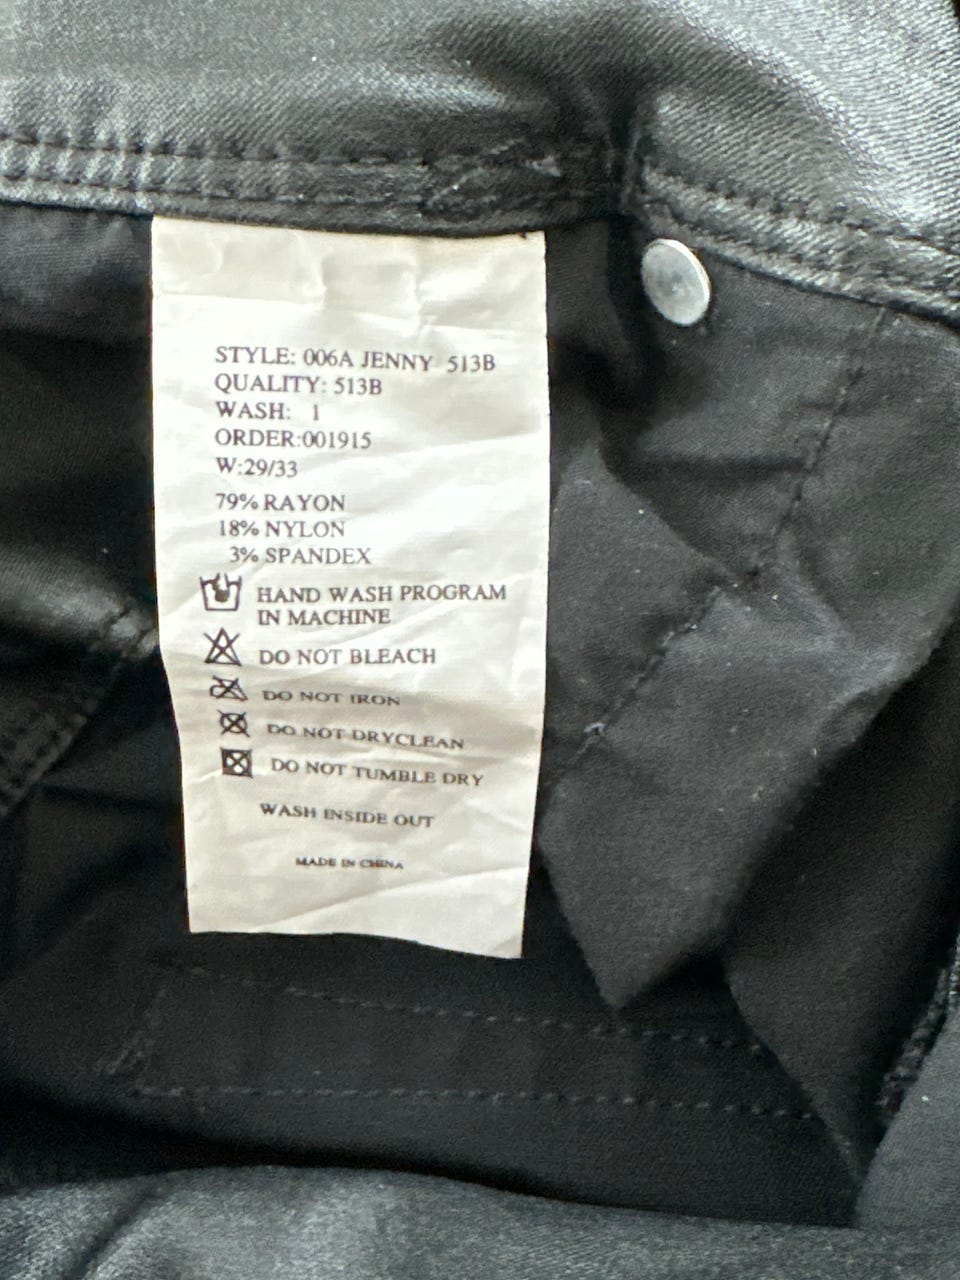 STYLE: 006A JENNY 513B
QUALITY: 513B
WASH: 1
ORDER:001915
W:29/33
79% RAYON
18% NYLON
3% SPANDEX
HAND WASH PROGRAM
IN MACHINE
DO NOT BLEACH
DO NOT IRON
DO NOT DRYCLEAN
DO NOT TUMBLE DRY
WASH INSIDE OUT
MADE IN CHINA